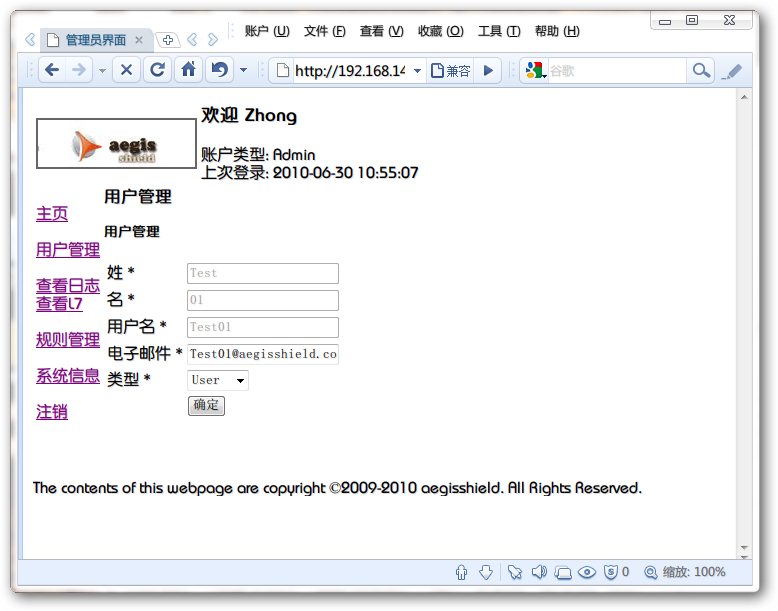 账户 (U) 文件 (F) 查看 (V) 收藏 (O) 工具 (T) 帮助 (H)
管理员界面
http://192.168.14 兼容 谷歌
aegis
shield
欢迎 Zhong
账户类型: Admin
上次登录: 2010-06-30 10:55:07
主页
用户管理
查看日志
查看l7
规则管理
系统信息
注销
用户管理
用户管理
姓 * Test
名 * 01
用户名 * Test01
电子邮件 * Test01@aegisshield.co
类型 * User
确定
The contents of this webpage are copyright ©2009-2010 aegisshield. All Rights Reserved.
0 缩放: 100%